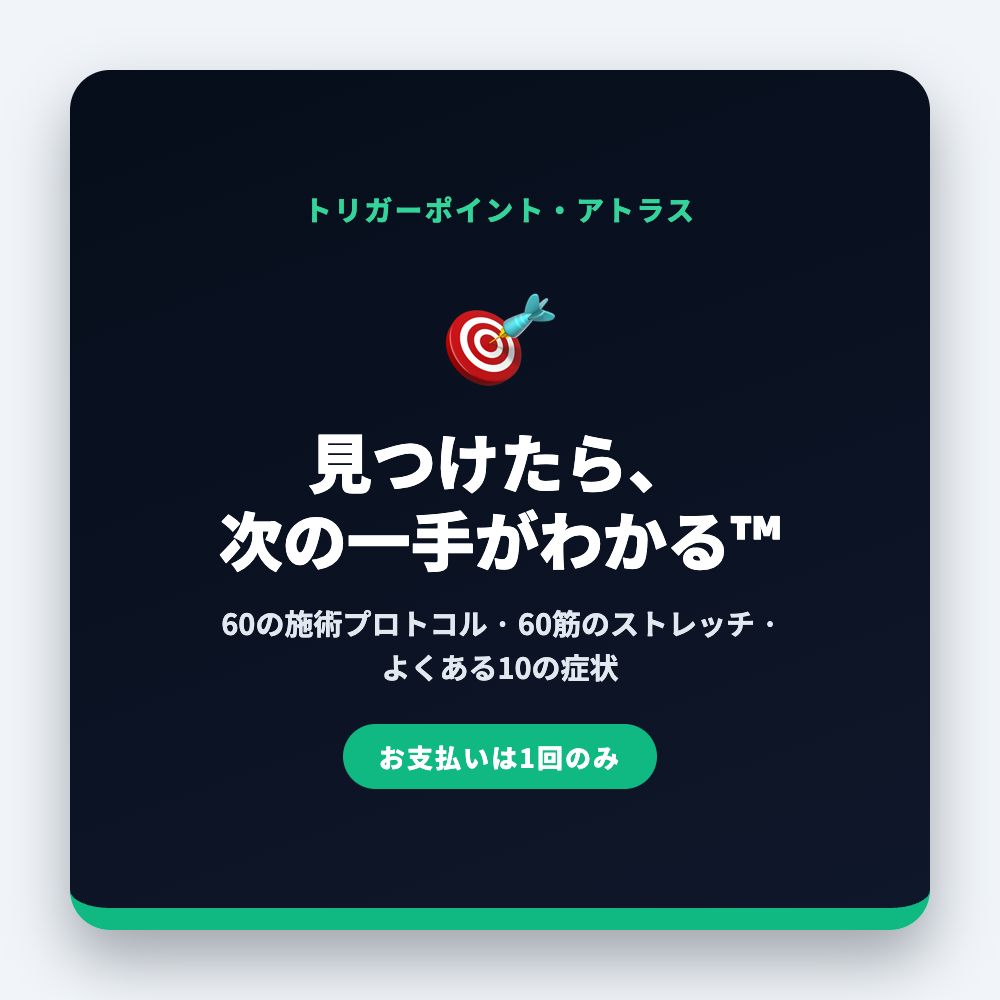 トリガーポイント・アトラス
見つけたら、
次の一手がわかる™
60の施術プロトコル・60筋のストレッチ・
よくある10の症状
お支払いは1回のみ